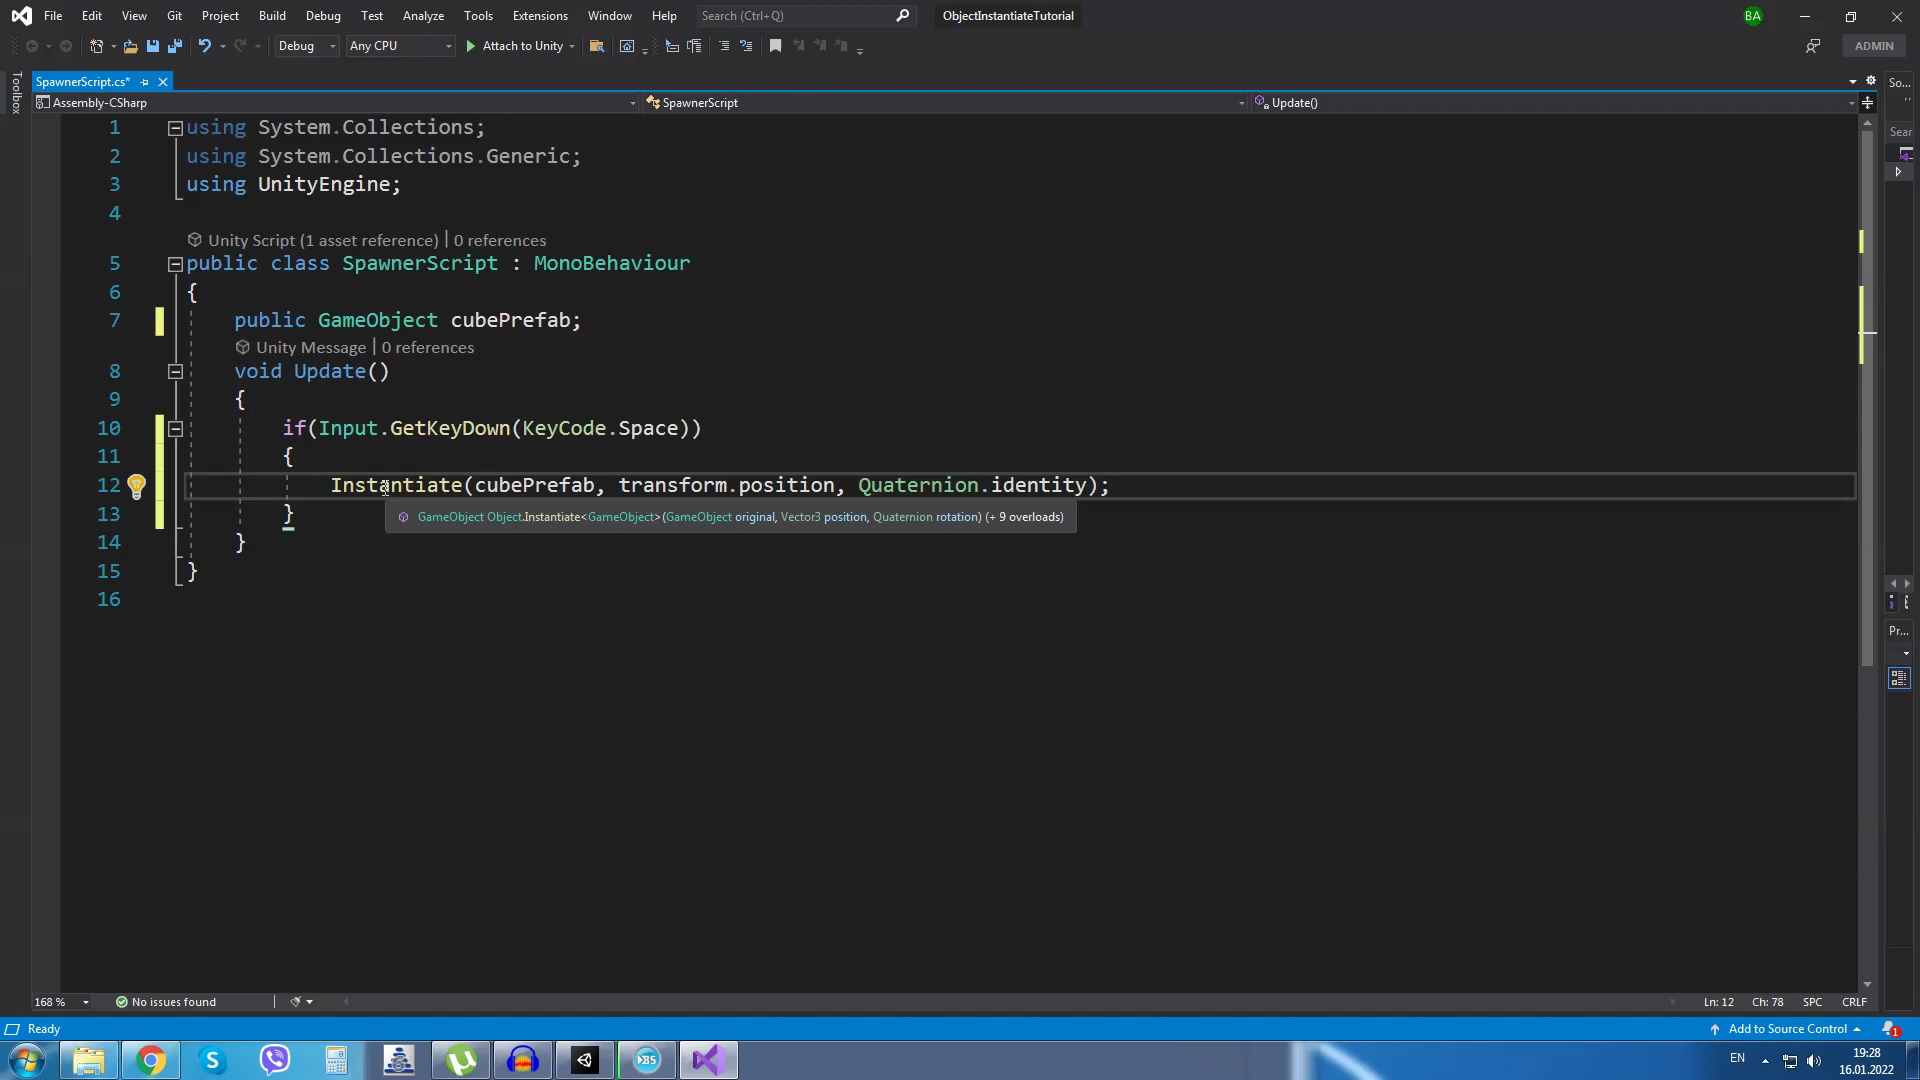 File Edit View Git Project Build Debug Test Analyze Tools Extensions Window Help Search (Ctrl+Q) ObjectInstantiateTutorial BA
Debug Any CPU Attach to Unity ADMIN
Toolbox
SpawnerScript.cs* So...
Assembly-CSharp SpawnerScript Update()
Sear
1 using System.Collections;
2 using System.Collections.Generic;
3 using UnityEngine;
4
Unity Script (1 asset reference) | 0 references
5 public class SpawnerScript : MonoBehaviour
6 {
7 public GameObject cubePrefab;
Unity Message | 0 references
8 void Update()
9 {
10 if(Input.GetKeyDown(KeyCode.Space))
11 {
12 Instantiate(cubePrefab, transform.position, Quaternion.identity);
GameObject Object.Instantiate<GameObject>(GameObject original, Vector3 position, Quaternion rotation) (+ 9 overloads)
13 }
14 }
15 }
16
Pr...
168 % No issues found Ln: 12 Ch: 78 SPC CRLF
Ready Add to Source Control 1
EN 19:28
16.01.2022